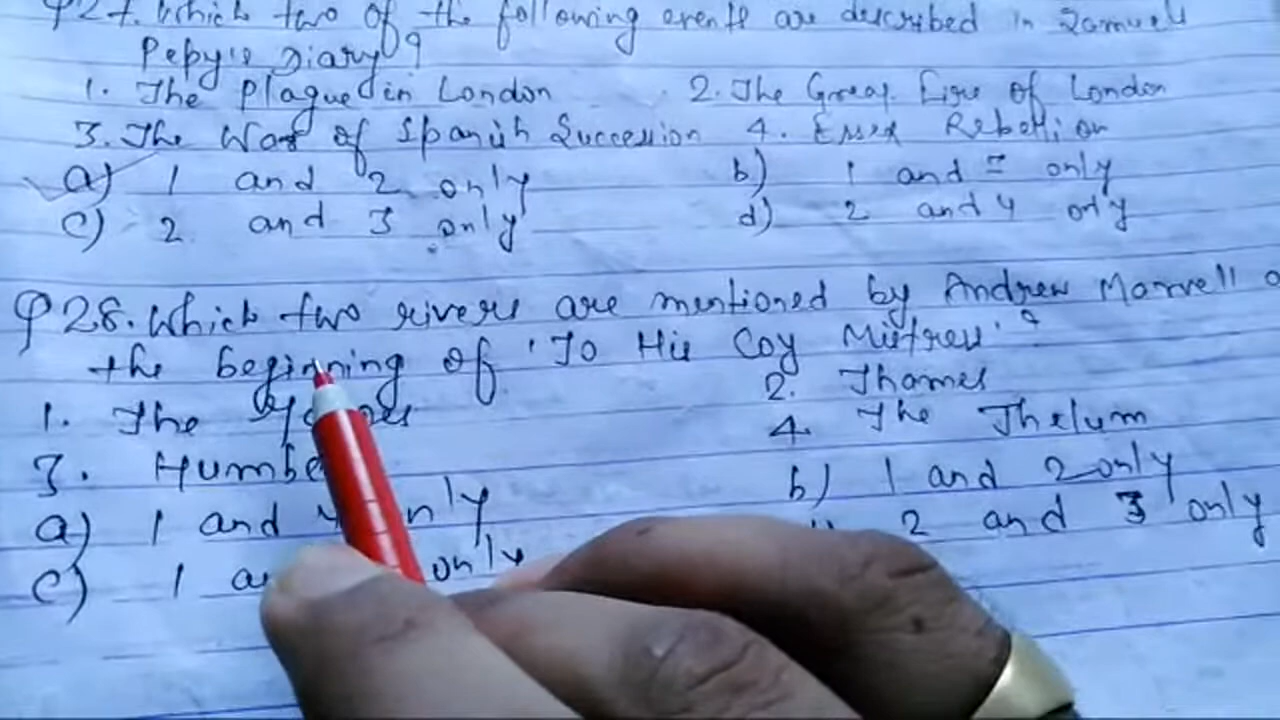 Q27. Which two of the following events are described in Samuel
Pepy's Diary?
1. The Plague in London 2. The Great Fire of London
3. The War of Spanish Succession 4. Essex Rebellion
a) 1 and 2 only b) 1 and only
c) 2 and 3 only d) 2 and 4 only
Q28. Which two rivers are mentioned by Andrew Marvell
the beginning of 'To His Coy Mistress'?
1. The 2. Thames
3. 4. The Jhelum
a) 1 and only b) 1 and 2 only
c) 1 only 2 and 3 only